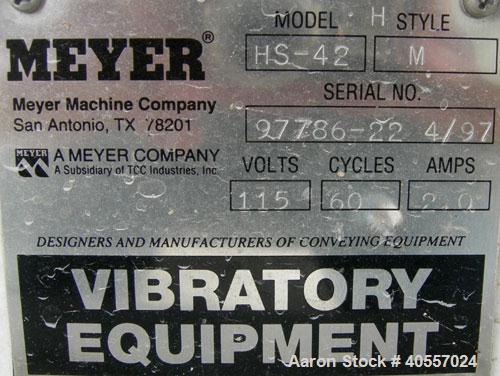 MODEL H STYLE
MEYER®
HS-42 M
SERIAL NO.
Meyer Machine Company
San Antonio, TX 78201
97786-22 4/97
MEYER
A MEYER COMPANY
A Subsidiary of TCC Industries, Inc.
VOLTS CYCLES AMPS
115 60 2.0
DESIGNERS AND MANUFACTURERS OF CONVEYING EQUIPMENT
VIBRATORY
EQUIPMENT
Aaron Stock # 40557024